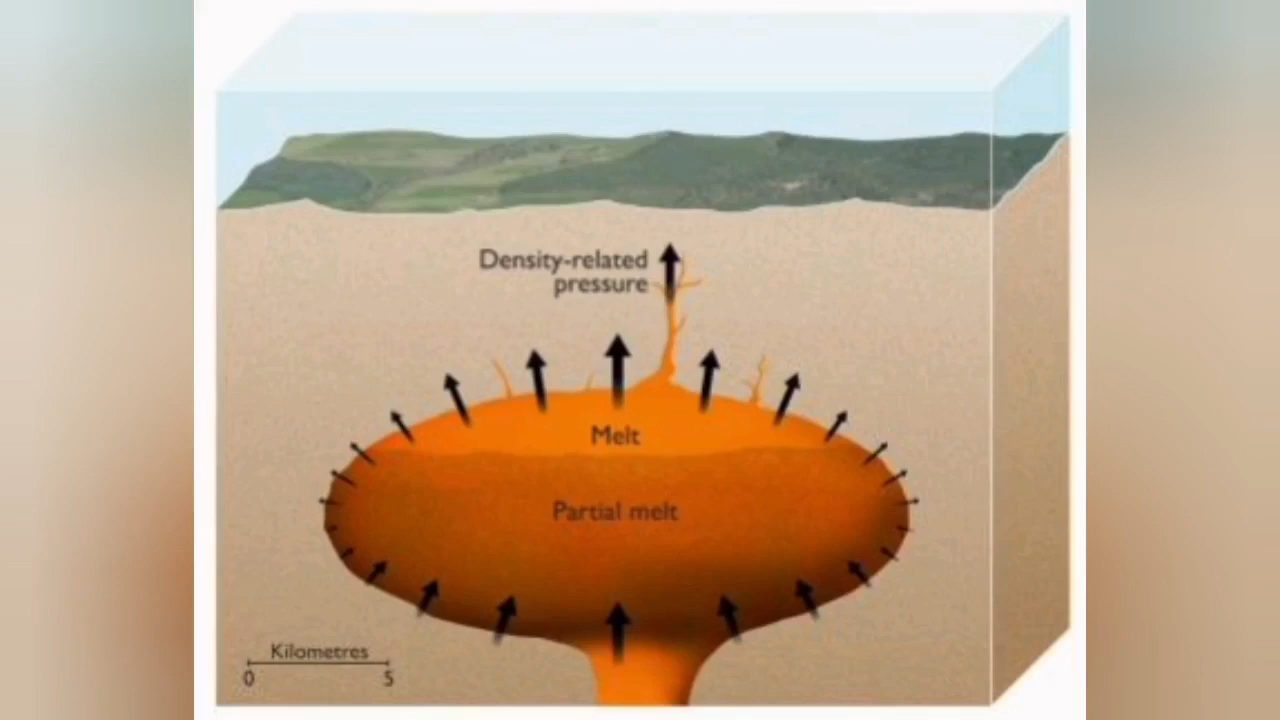 Density-related
pressure
Melt
Partial melt
Kilometres
0 5